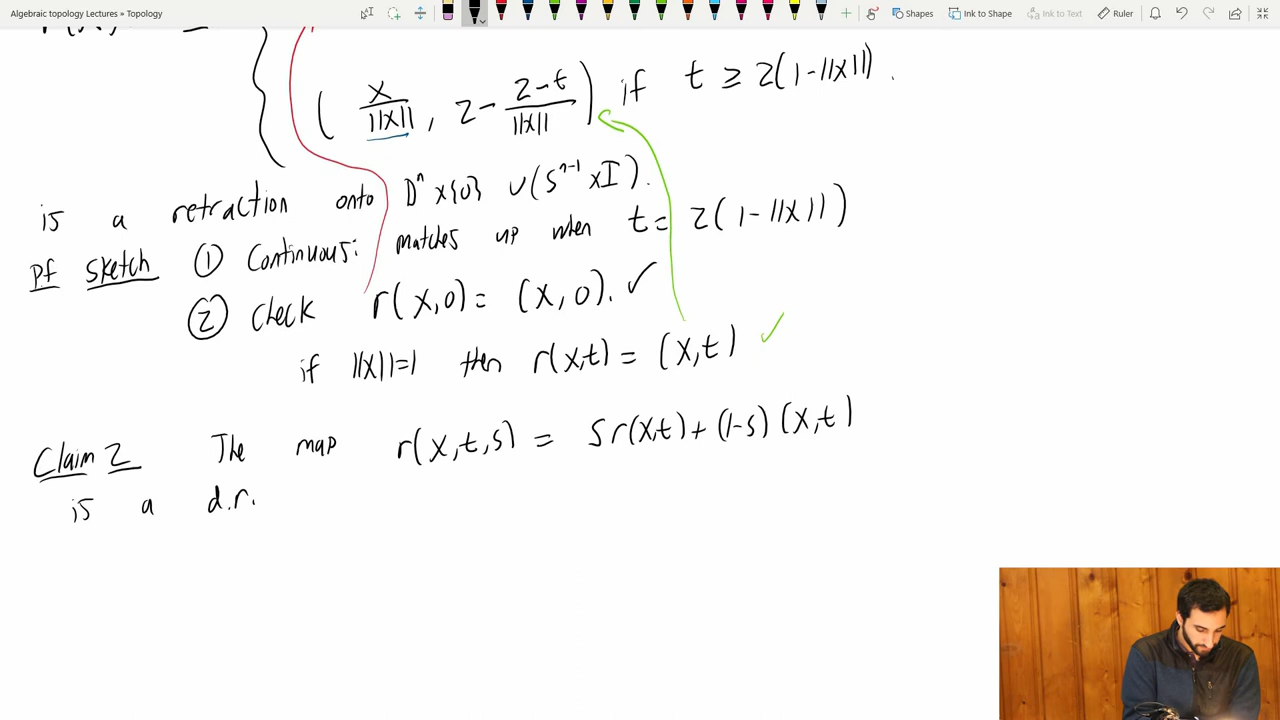 Algebraic topology Lectures » Topology
Shapes Ink to Shape Ink to Text Ruler
( x/||x|| , 2 - (2-t)/||x|| ) if t ≥ 2(1-||x||).
is a retraction onto Dⁿ x{0} ∪ (Sⁿ⁻¹ x I).
pf sketch ① Continuous: matches up when t = 2(1-||x||)
② check r(x,0) = (x,0). ✓
if ||x||=1 then r(x,t) = (x,t) ✓
Claim 2 The map r(x,t,s) = s r(x,t) + (1-s)(x,t)
is a d.r.